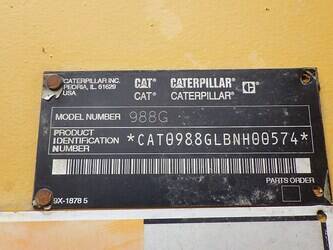 CATERPILLAR INC. CAT CATERPILLAR
PEORIA, IL 61629 CAT® CATERPILLAR®
USA
MODEL NUMBER 988G
PRODUCT
IDENTIFICATION *CAT0988GLBNH00574*
NUMBER
PARTS ORDER
9X-1878 5